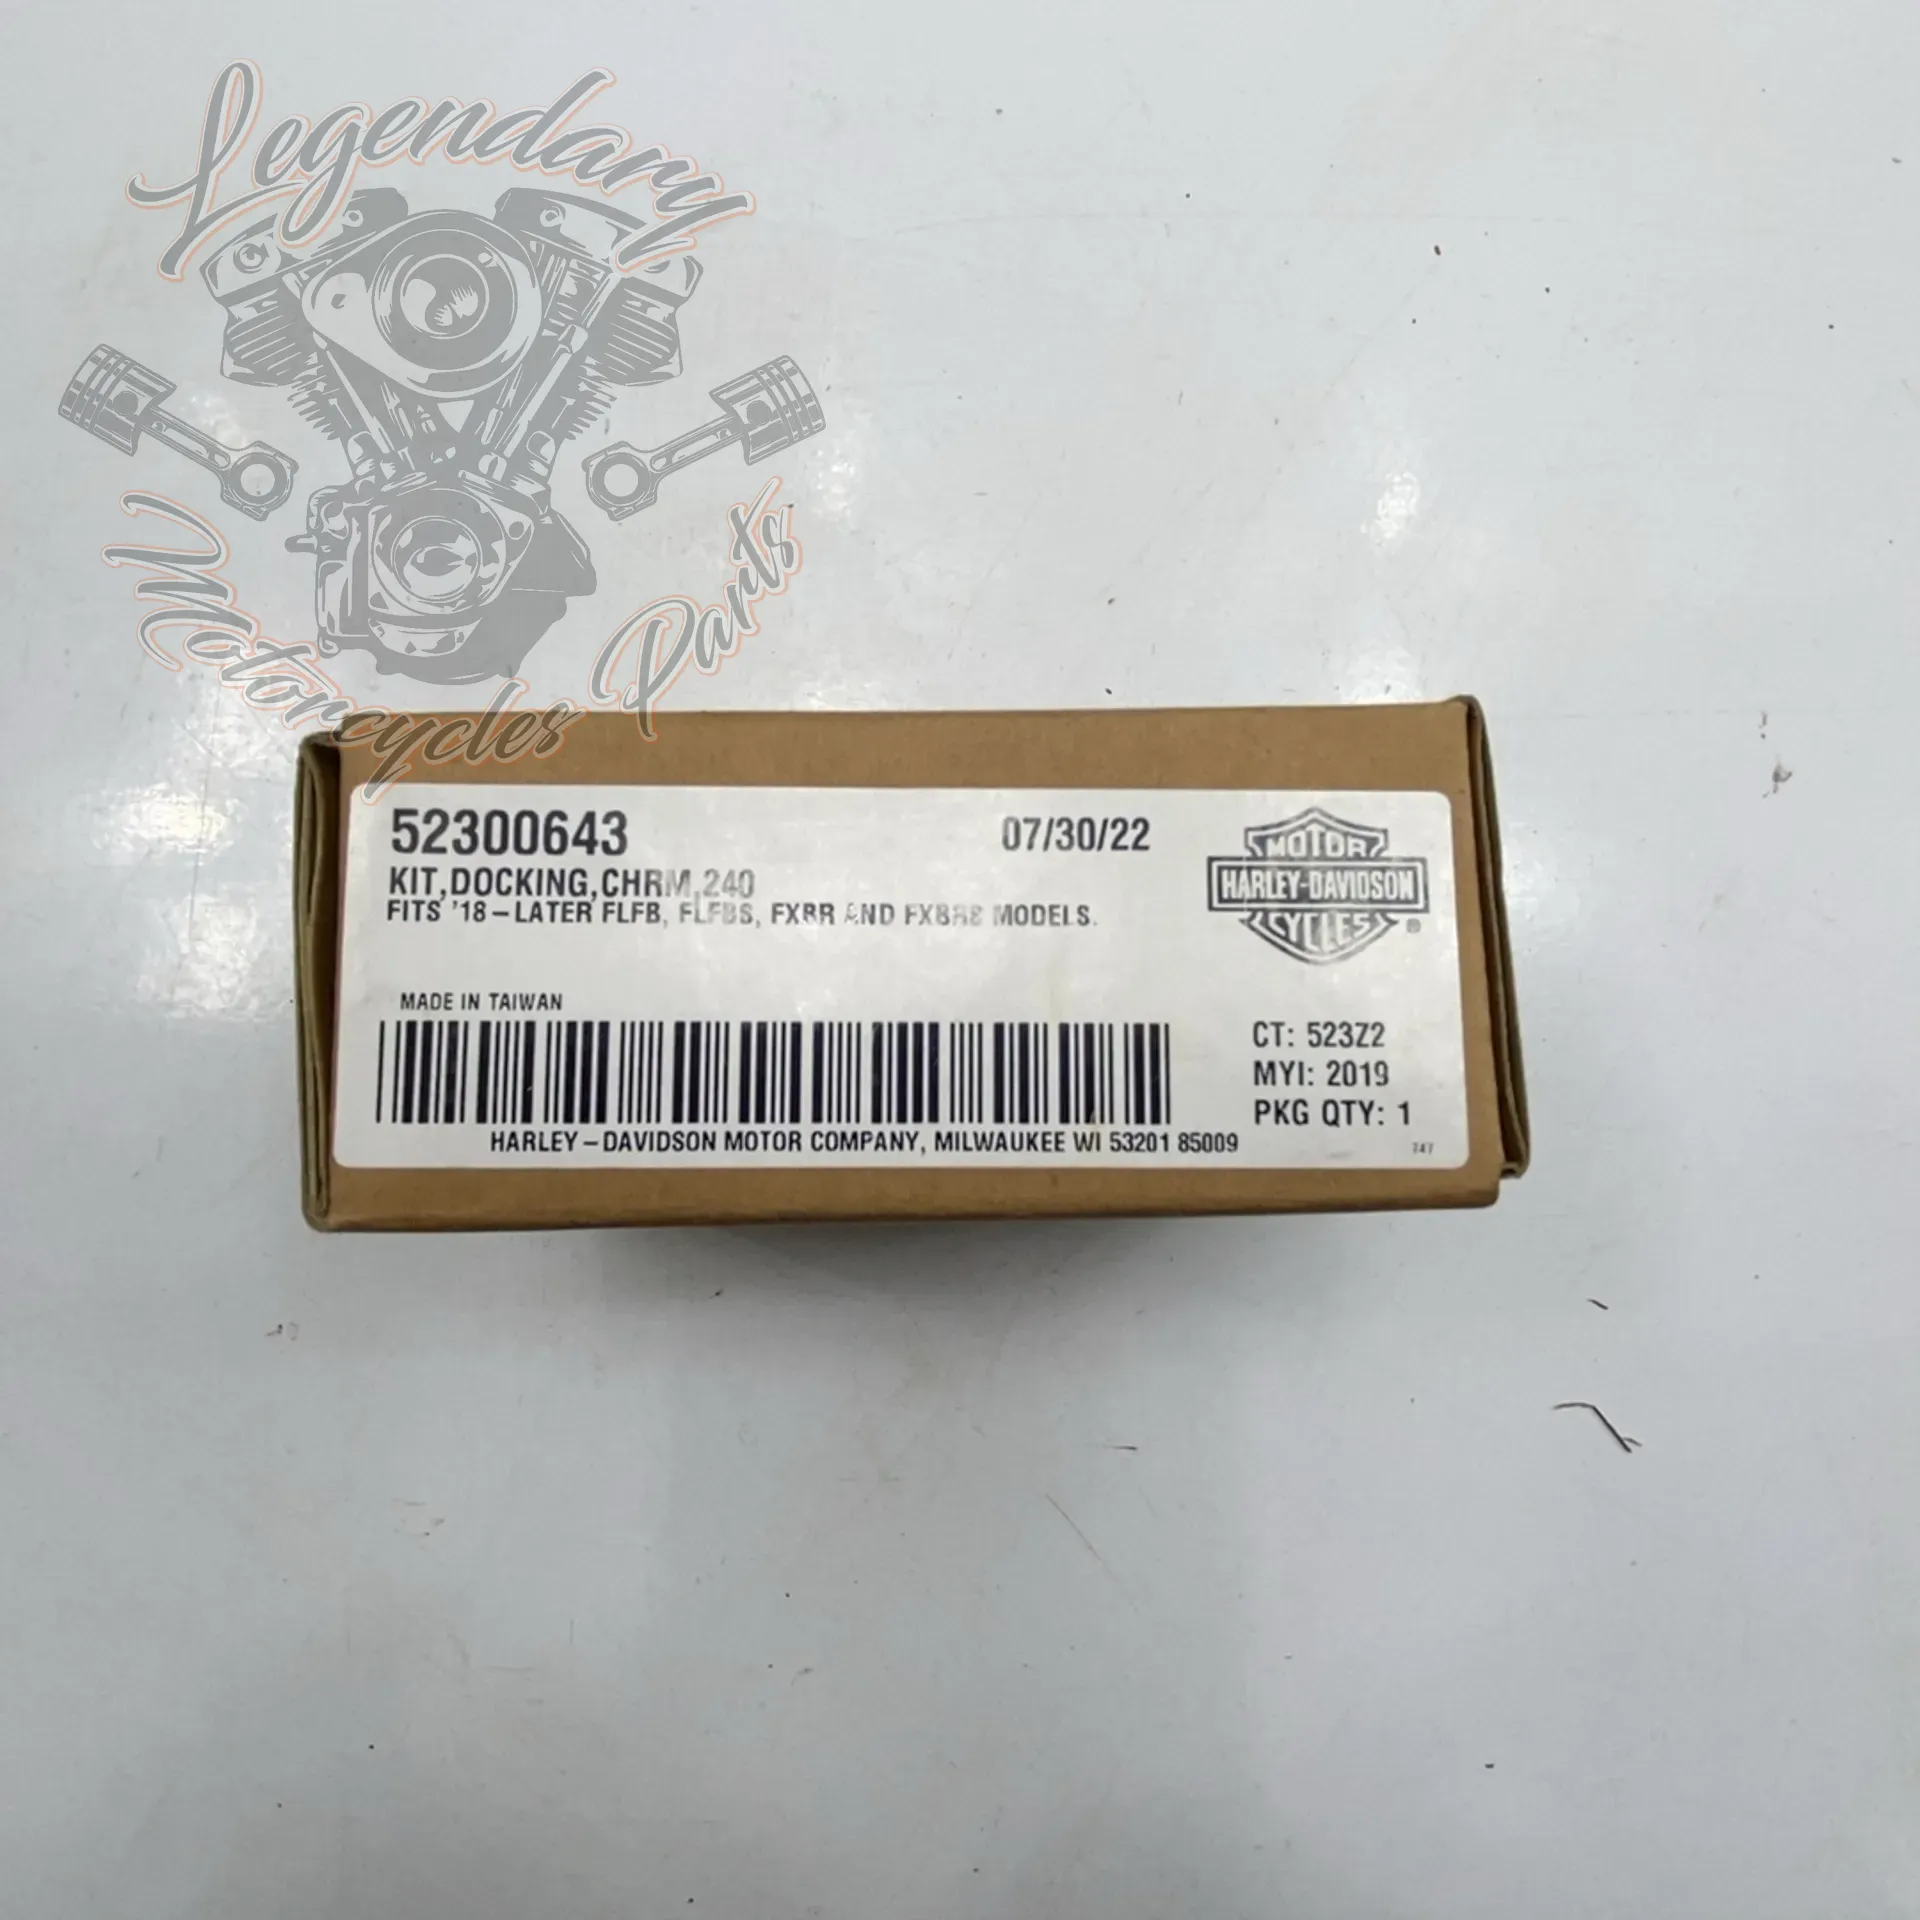 Legendary
Motorcycles Parts
52300643
07/30/22
KIT,DOCKING,CHRM,240
FITS '18-LATER FLFB, FLFBS, FXBR AND FXBRS MODELS.
MOTOR
HARLEY-DAVIDSON
CYCLES
®
MADE IN TAIWAN
CT: 523Z2
MYI: 2019
PKG QTY: 1
HARLEY-DAVIDSON MOTOR COMPANY, MILWAUKEE WI 53201 85009
747